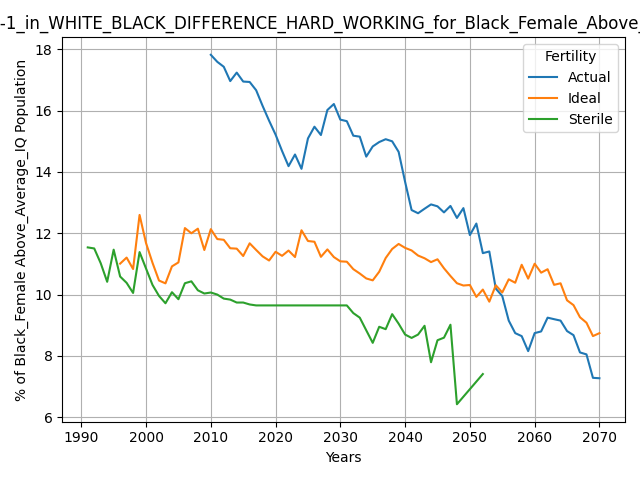 -1_in_WHITE_BLACK_DIFFERENCE_HARD_WORKING_for_Black_Female_Above_
Fertility
Actual
Ideal
Sterile
% of Black_Female Above_Average_IQ Population
18
16
14
12
10
8
6
1990 2000 2010 2020 2030 2040 2050 2060 2070
Years